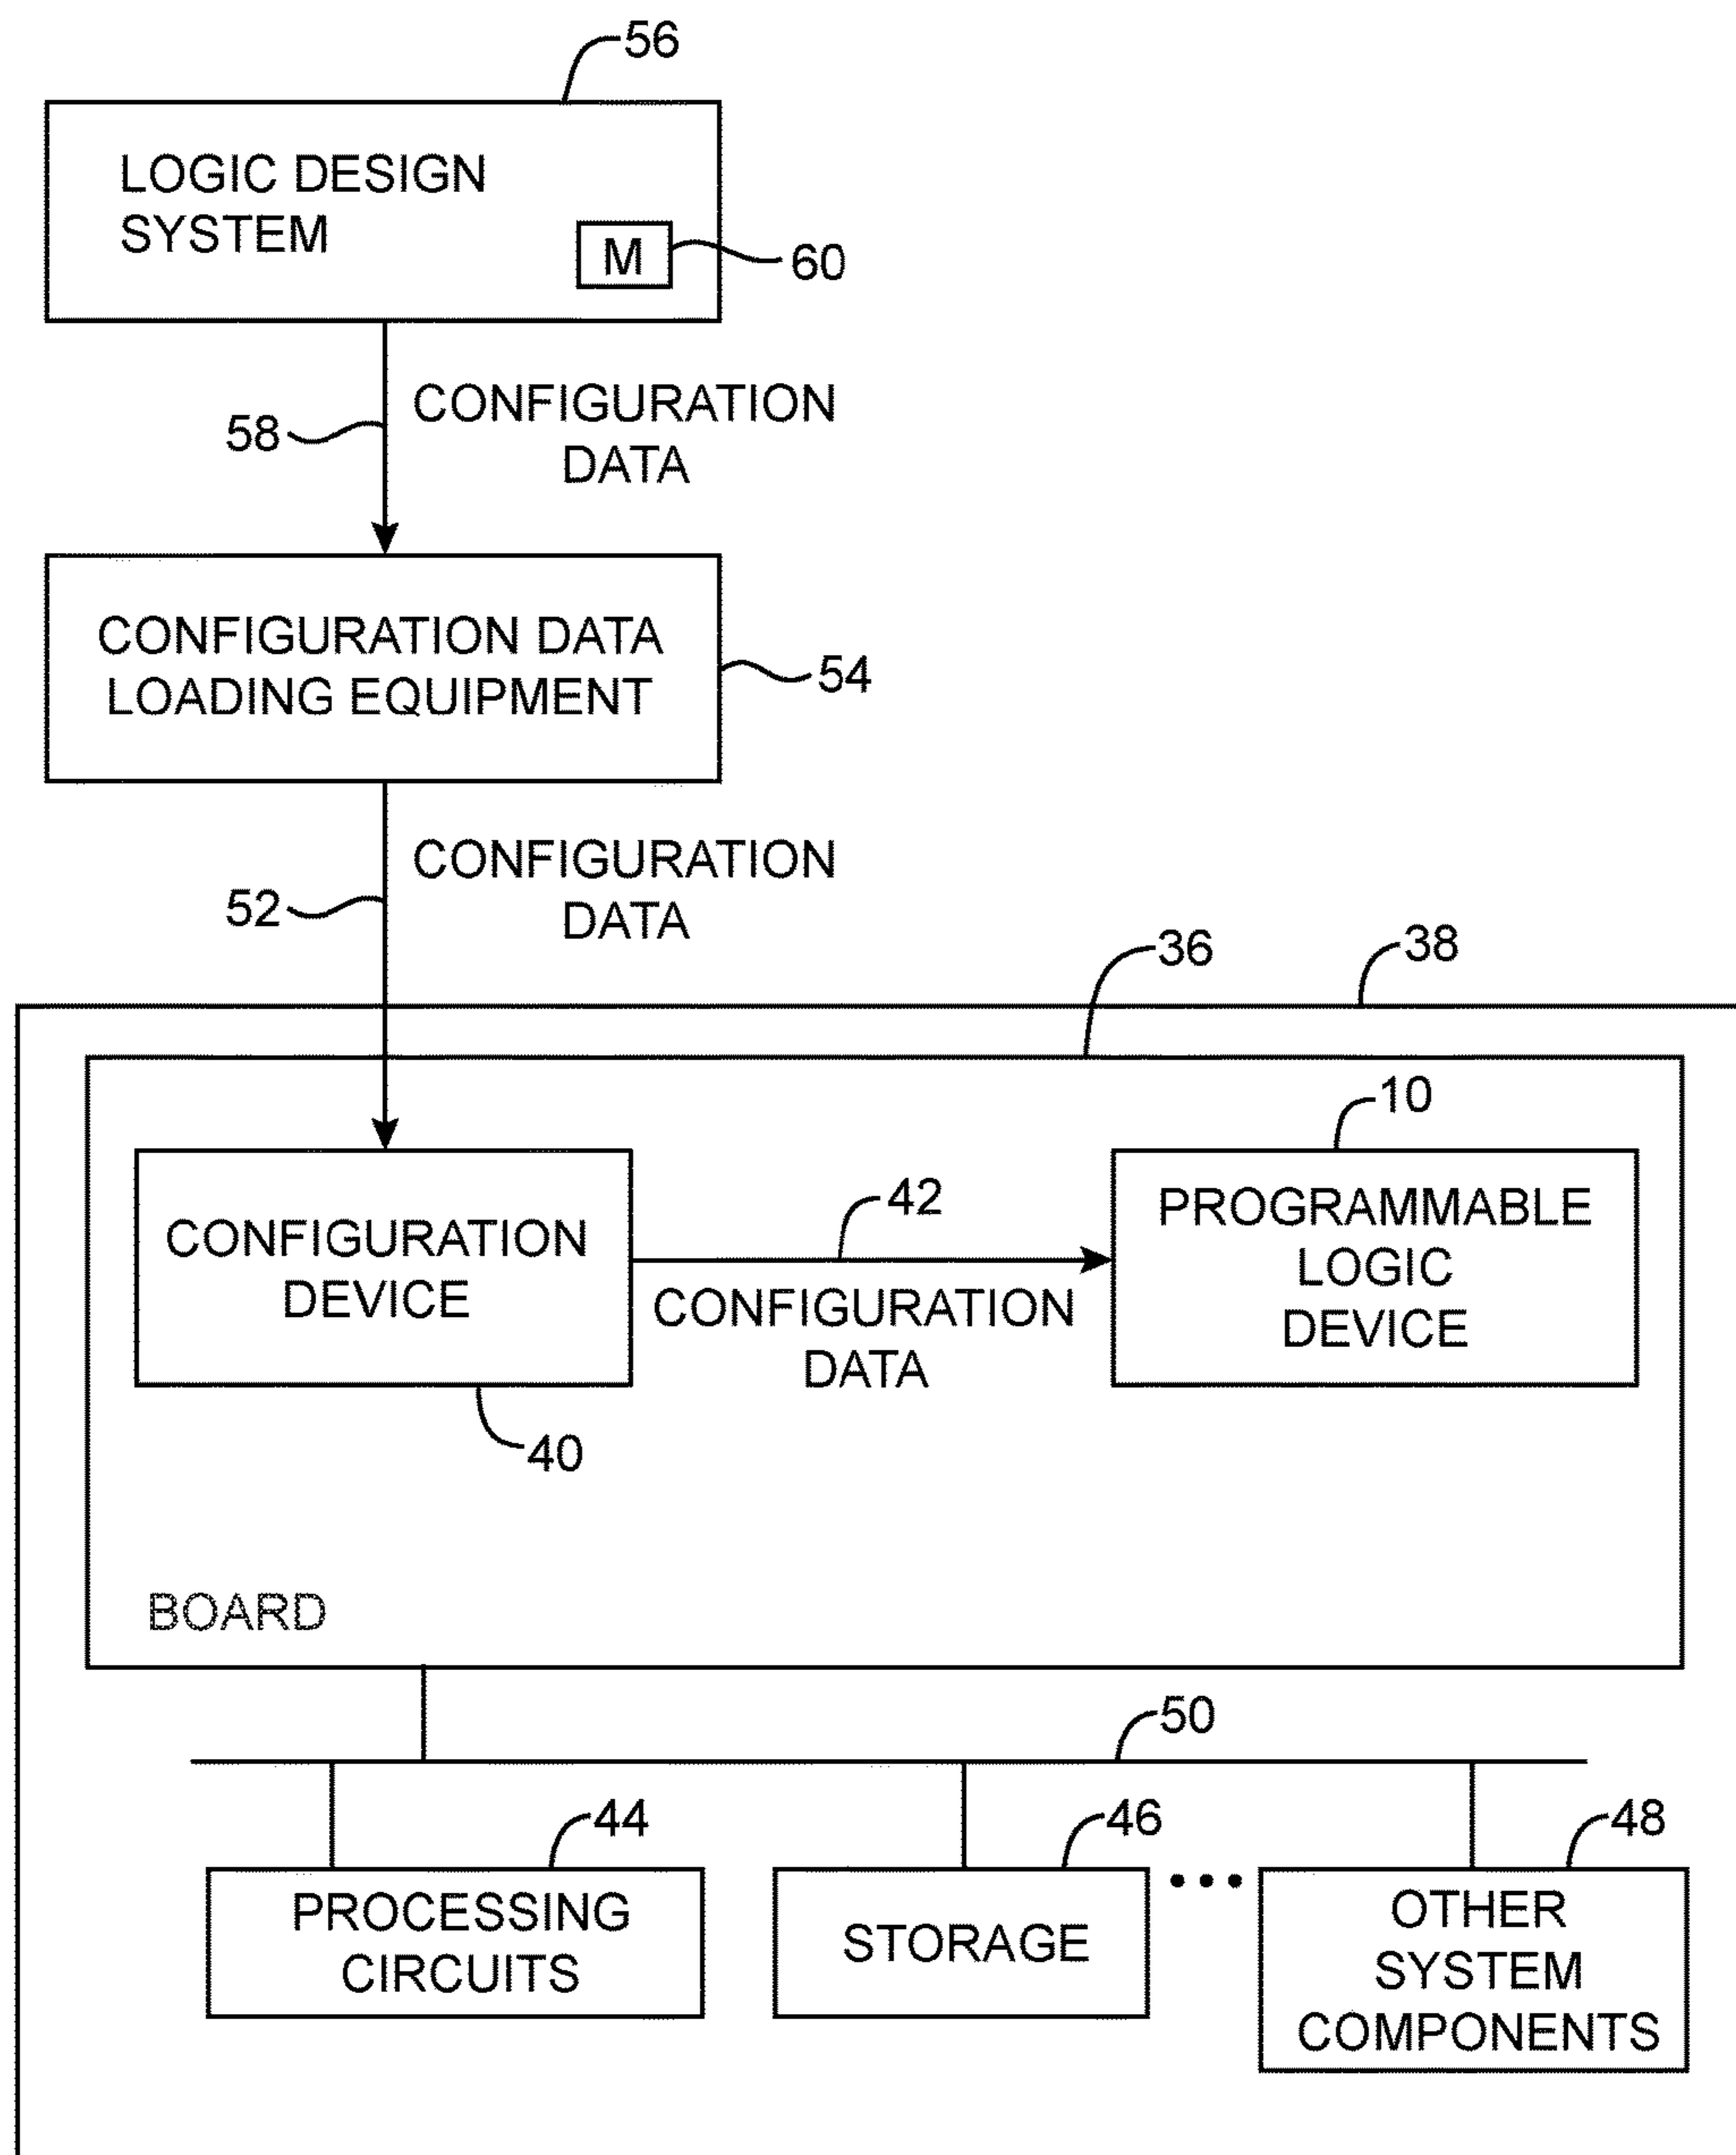 56
LOGIC DESIGN
SYSTEM
M
60
58
CONFIGURATION
DATA
CONFIGURATION DATA
LOADING EQUIPMENT
54
52
CONFIGURATION
DATA
36
38
10
CONFIGURATION
DEVICE
40
42
CONFIGURATION
DATA
PROGRAMMABLE
LOGIC
DEVICE
BOARD
50
44
46
48
PROCESSING
CIRCUITS
STORAGE
•••
OTHER
SYSTEM
COMPONENTS